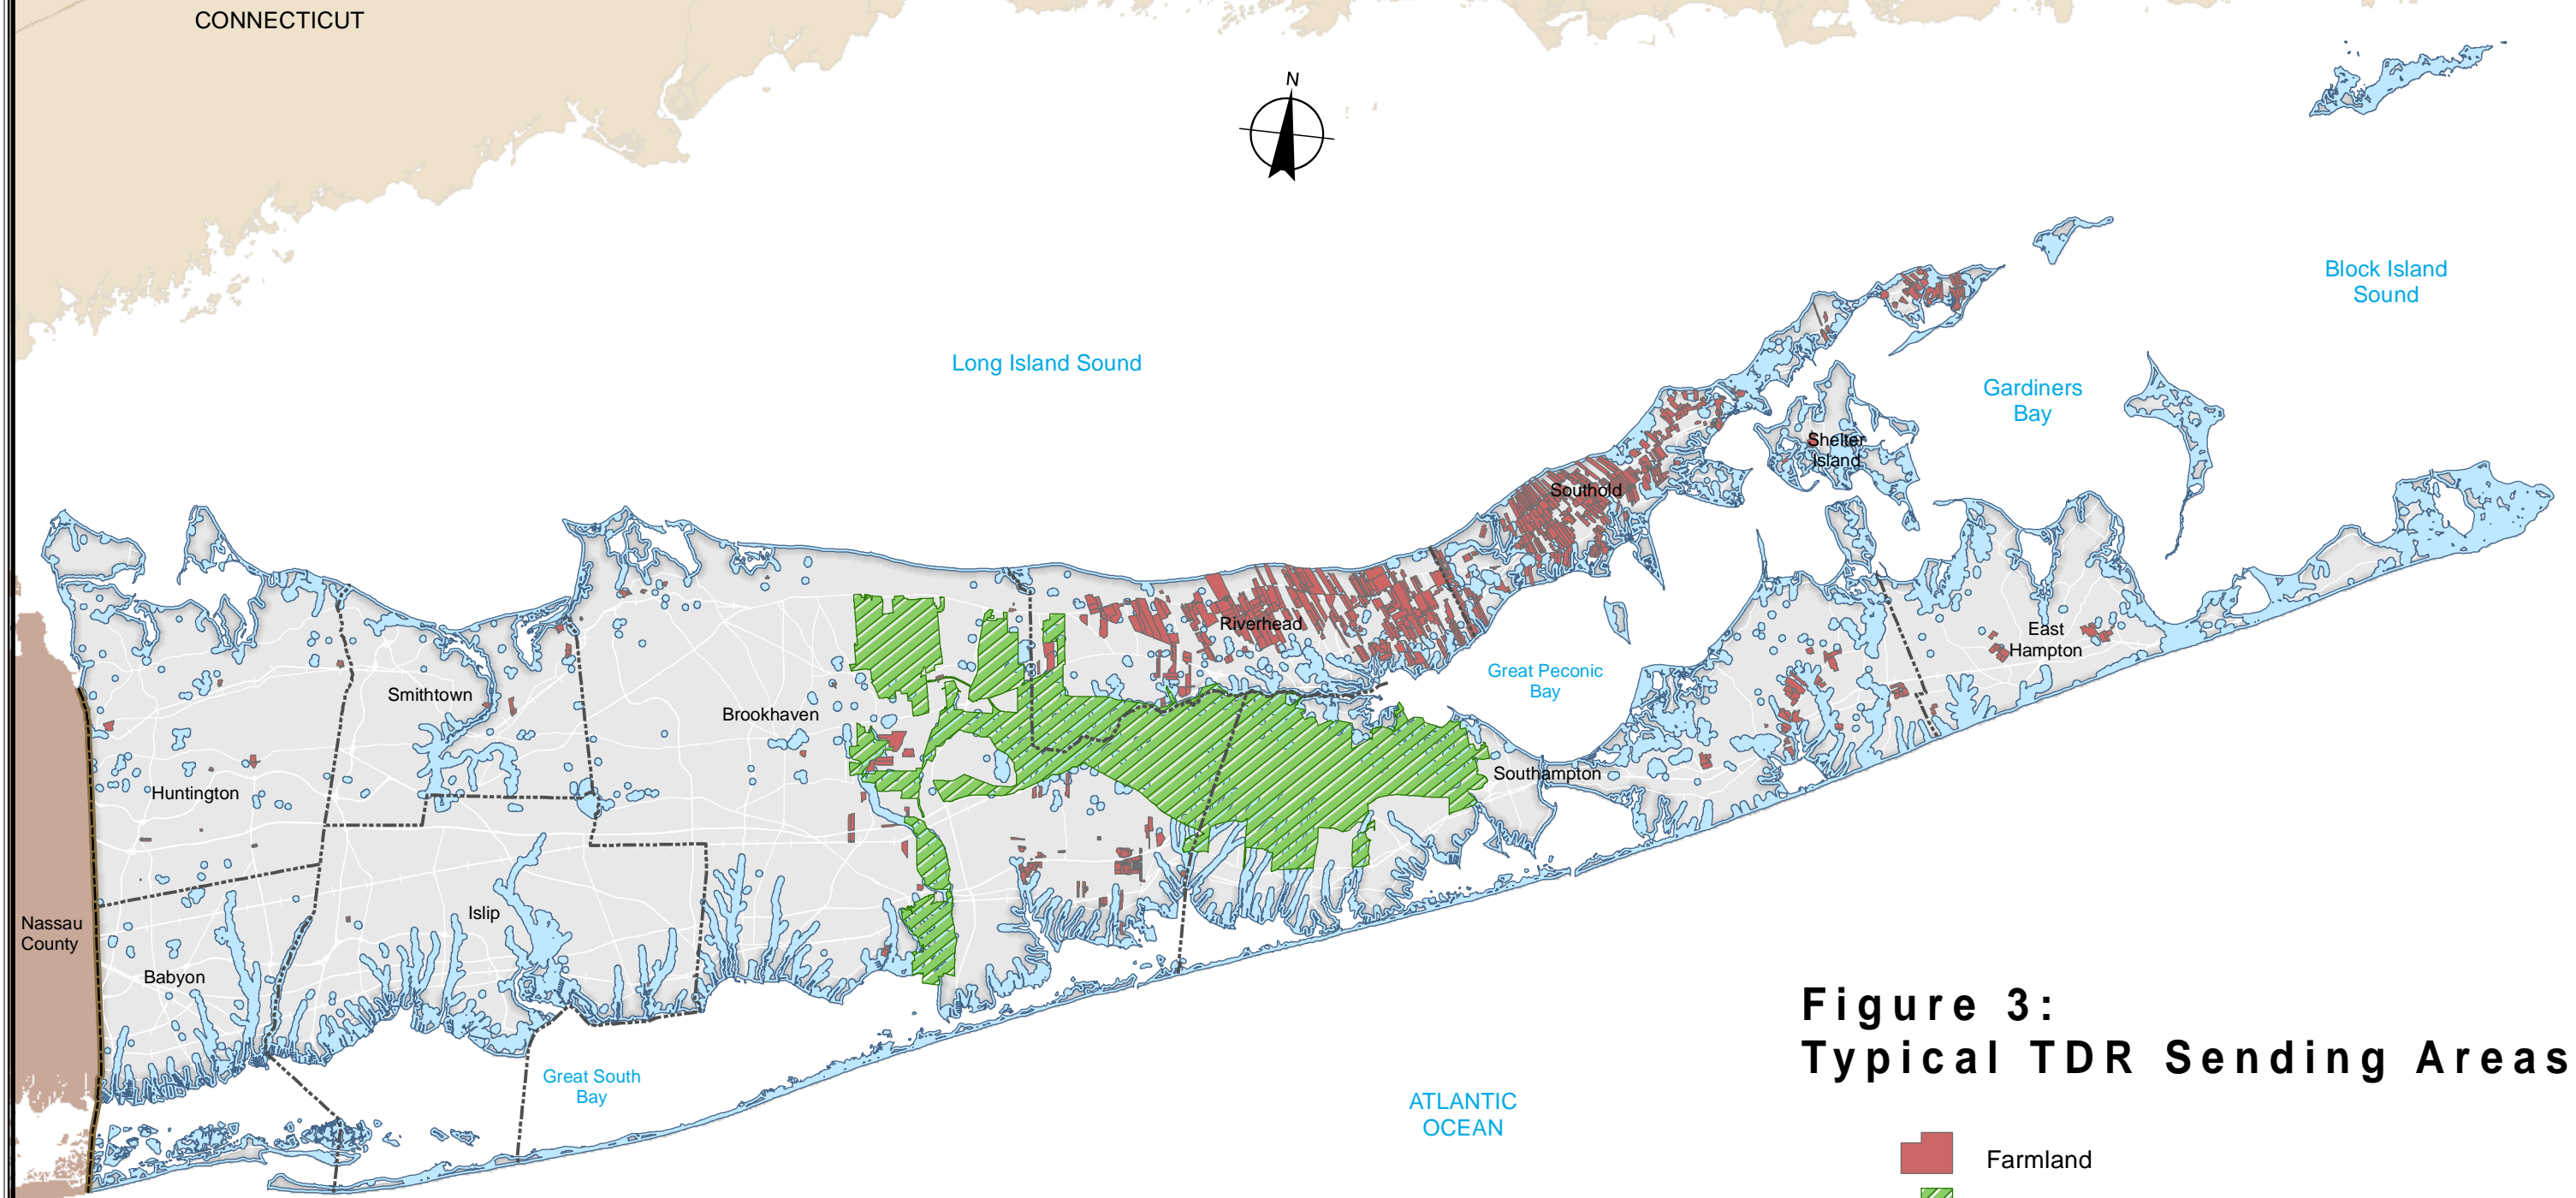 CONNECTICUT
N
Block Island
Sound
Long Island Sound
Gardiners
Bay
Shelter
Island
Southold
Riverhead
East
Hampton
Great Peconic
Bay
Smithtown
Brookhaven
Southampton
Huntington
Islip
Nassau
County
Babyon
Figure 3:
Typical TDR Sending Areas
Great South
Bay
ATLANTIC
OCEAN
Farmland